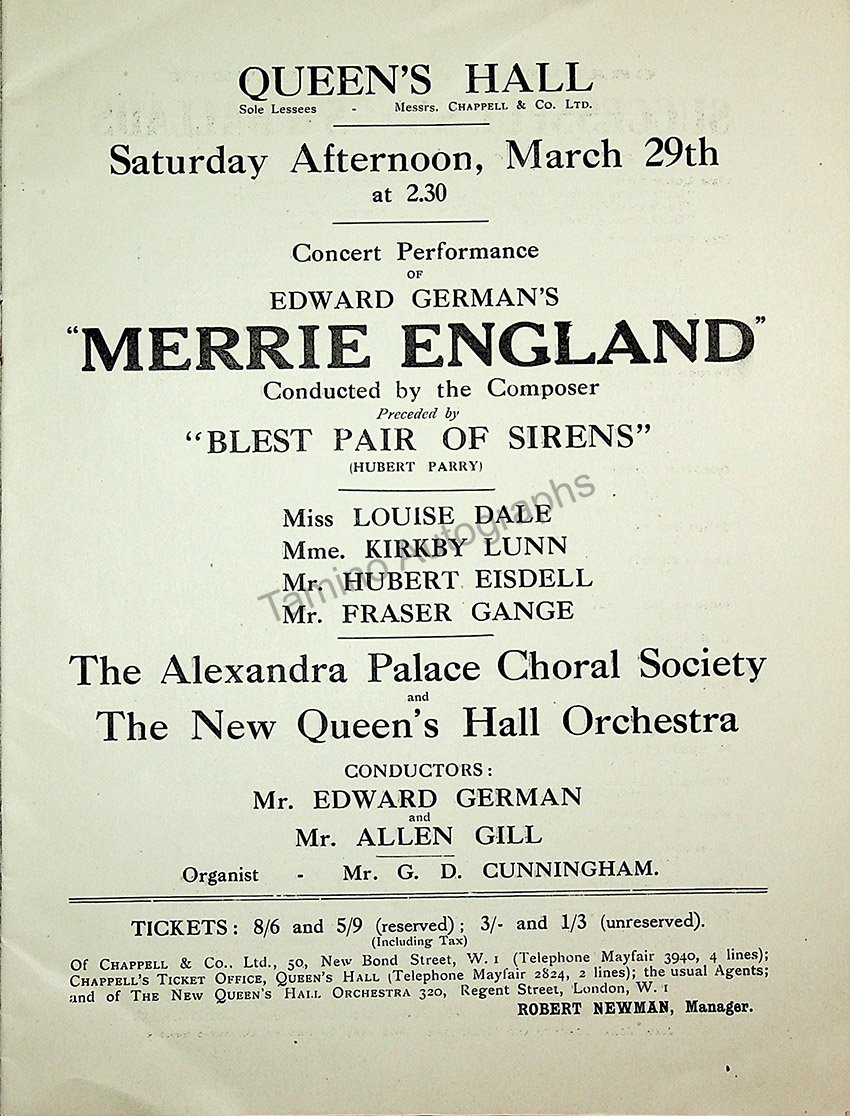 QUEEN'S HALL
Sole Lessees - Messrs. CHAPPELL & CO. LTD.
Saturday Afternoon, March 29th
at 2.30
Concert Performance
OF
EDWARD GERMAN'S
"MERRIE ENGLAND"
Conducted by the Composer
Preceded by
"BLEST PAIR OF SIRENS"
(HUBERT PARRY)
Miss LOUISE DALE
Mme. KIRKBY LUNN
Mr. HUBERT EISDELL
Mr. FRASER GANGE
Tamino Autographs
The Alexandra Palace Choral Society
and
The New Queen's Hall Orchestra
CONDUCTORS:
Mr. EDWARD GERMAN
and
Mr. ALLEN GILL
Organist - Mr. G. D. CUNNINGHAM.
TICKETS: 8/6 and 5/9 (reserved); 3/- and 1/3 (unreserved).
(Including Tax)
Of CHAPPELL & Co., Ltd., 50, New Bond Street, W. 1 (Telephone Mayfair 3940, 4 lines);
CHAPPELL'S TICKET OFFICE, QUEEN'S HALL (Telephone Mayfair 2824, 2 lines); the usual Agents;
and of THE NEW QUEEN'S HALL ORCHESTRA 320, Regent Street, London, W. 1
ROBERT NEWMAN, Manager.